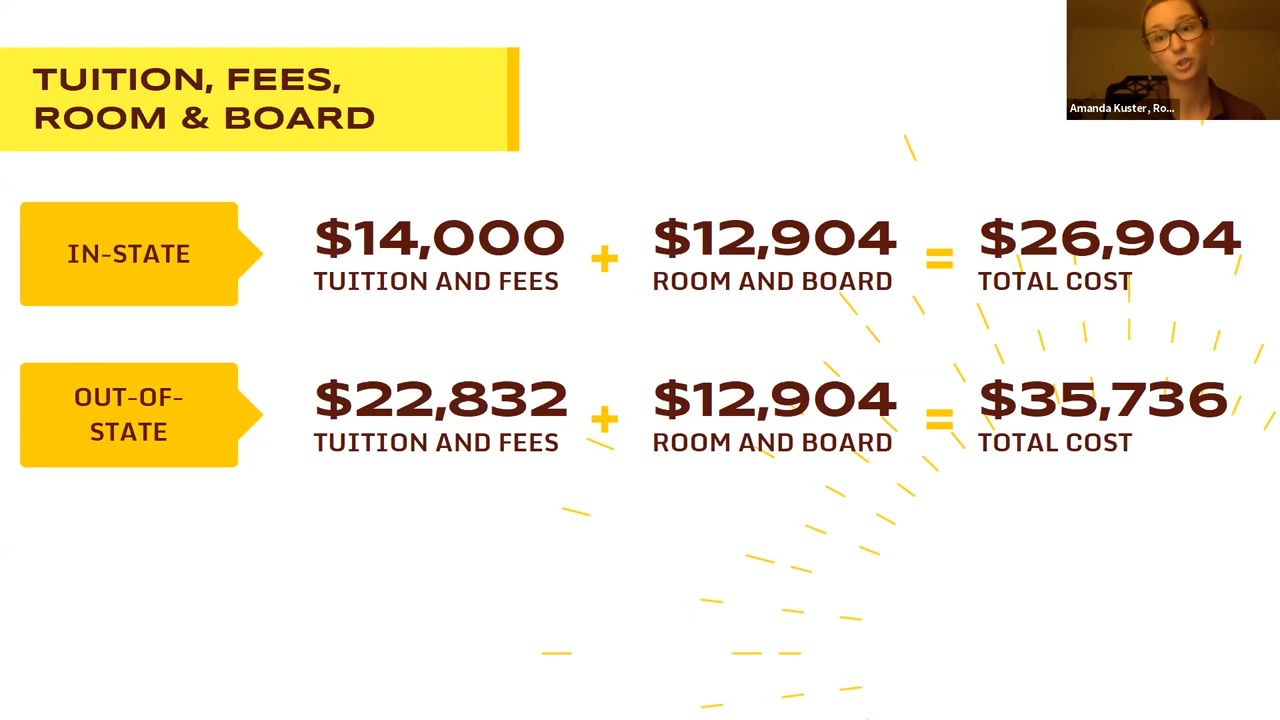 TUITION, FEES,
ROOM & BOARD
Amanda Kuster, Ro...
IN-STATE
$14,000 + $12,904 = $26,904
TUITION AND FEES ROOM AND BOARD TOTAL COST
OUT-OF-
STATE
$22,832 + $12,904 = $35,736
TUITION AND FEES ROOM AND BOARD TOTAL COST